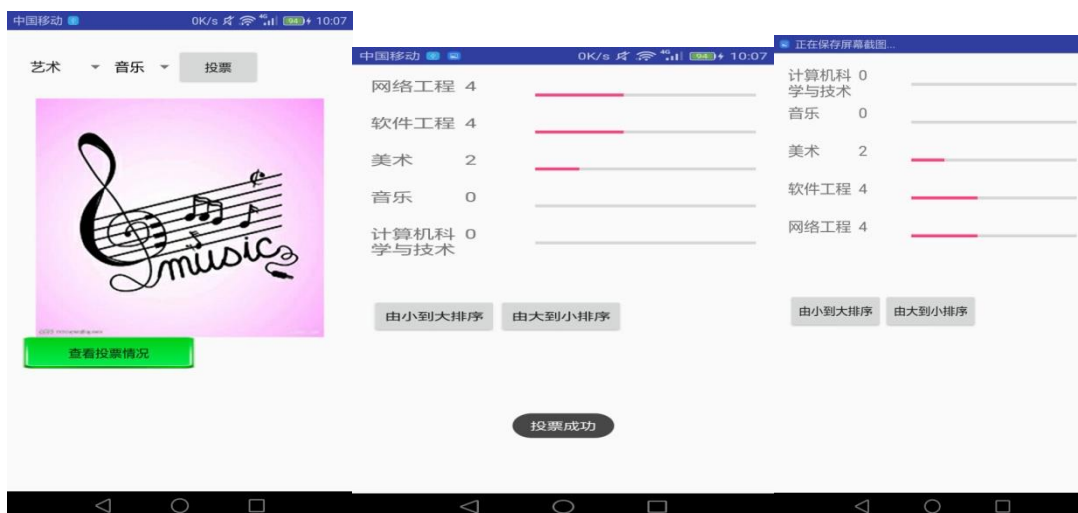 中国移动 0K/s 4G 94 10:07
艺术 音乐 投票
music
查看投票情况
中国移动 0K/s 4G 94 10:07
网络工程 4
软件工程 4
美术 2
音乐 0
计算机科 0
学与技术
由小到大排序 由大到小排序
投票成功
正在保存屏幕截图...
计算机科 0
学与技术
音乐 0
美术 2
软件工程 4
网络工程 4
由小到大排序 由大到小排序